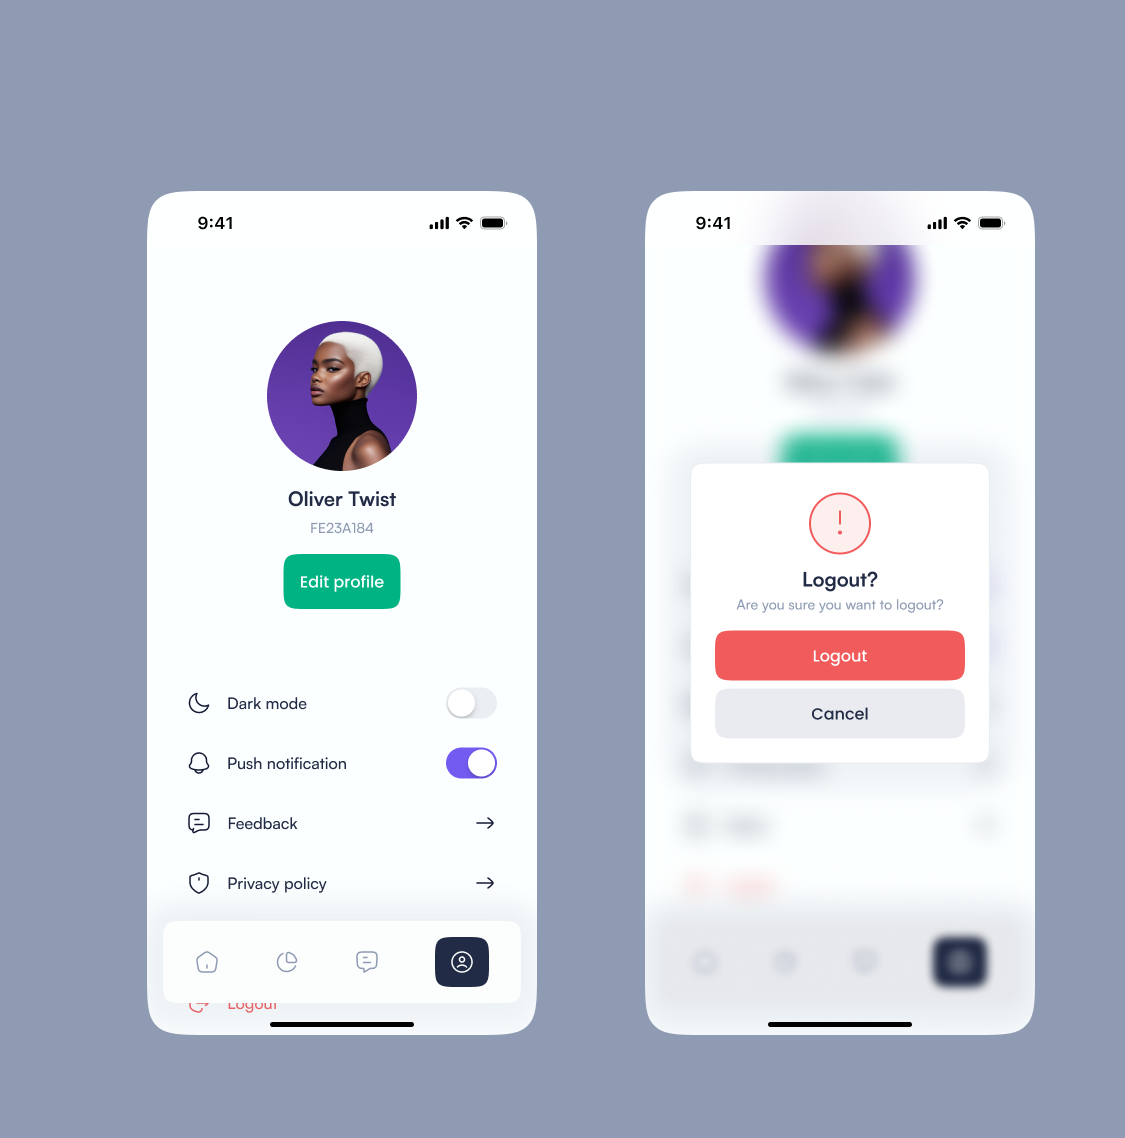 9:41
Oliver Twist
FE23A184
Edit profile
Dark mode
Push notification
Feedback
Privacy policy
Logout
9:41
Logout?
Are you sure you want to logout?
Logout
Cancel